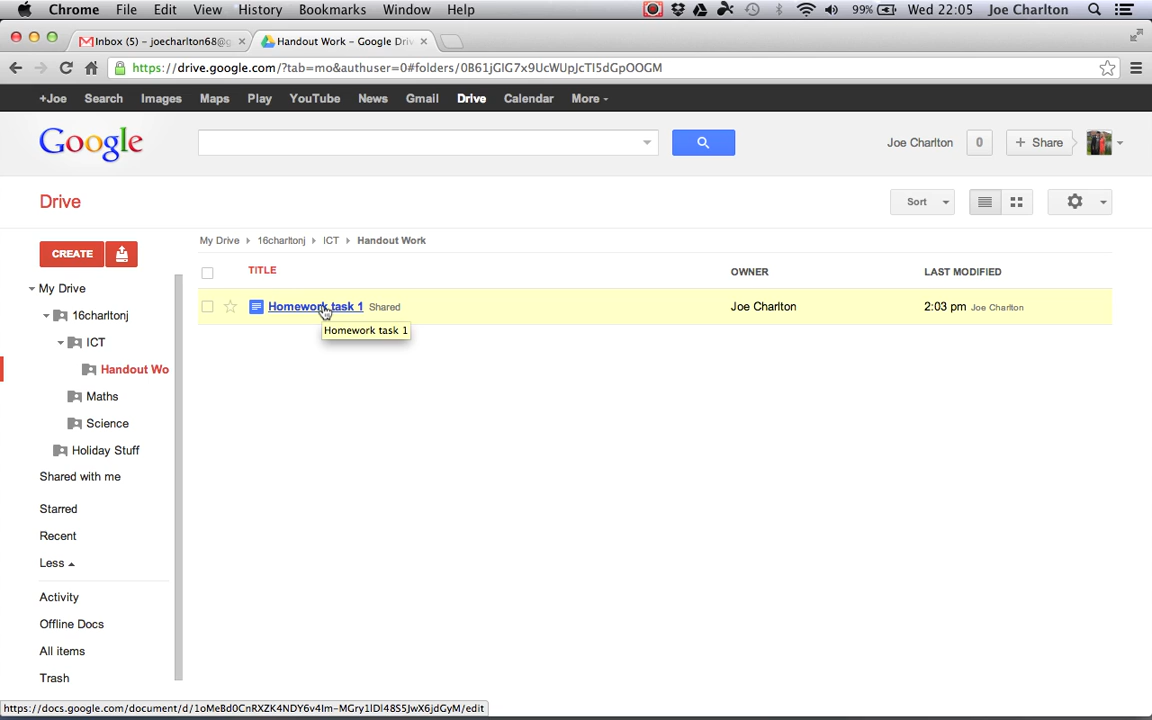 Chrome File Edit View History Bookmarks Window Help 99% Wed 22:05 Joe Charlton
Inbox (5) – joecharlton68@g Handout Work – Google Driv
https://drive.google.com/?tab=mo&authuser=0#folders/0B61jGlG7x9UcWUpJcTI5dGpOOGM
+Joe Search Images Maps Play YouTube News Gmail Drive Calendar More
Google Joe Charlton 0 + Share
Drive Sort
CREATE My Drive 16charltonj ICT Handout Work
TITLE OWNER LAST MODIFIED
My Drive
Homework task 1 Shared Joe Charlton 2:03 pm Joe Charlton
16charltonj
Homework task 1
ICT
Handout Wo
Maths
Science
Holiday Stuff
Shared with me
Starred
Recent
Less
Activity
Offline Docs
All items
Trash
https://docs.google.com/document/d/1oMeBd0CnRXZK4NDY6v4Im-MGry1lDl48S5JwX6jdGyM/edit